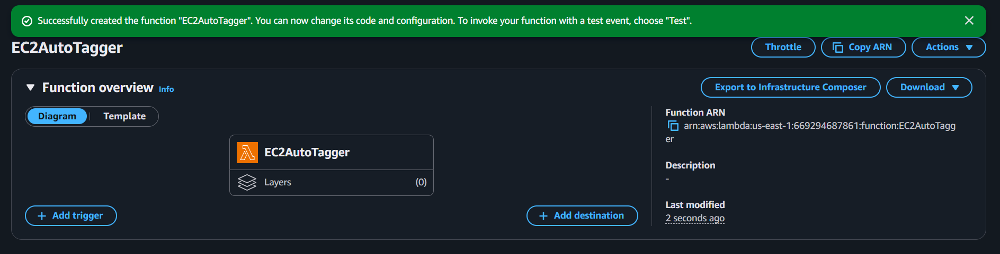 Successfully created the function "EC2AutoTagger". You can now change its code and configuration. To invoke your function with a test event, choose "Test".
EC2AutoTagger
Throttle
Copy ARN
Actions
Function overview
Info
Export to Infrastructure Composer
Download
Diagram
Template
EC2AutoTagger
Layers
(0)
+ Add trigger
+ Add destination
Function ARN
arn:aws:lambda:us-east-1:669294687861:function:EC2AutoTagg
er
Description
-
Last modified
2 seconds ago